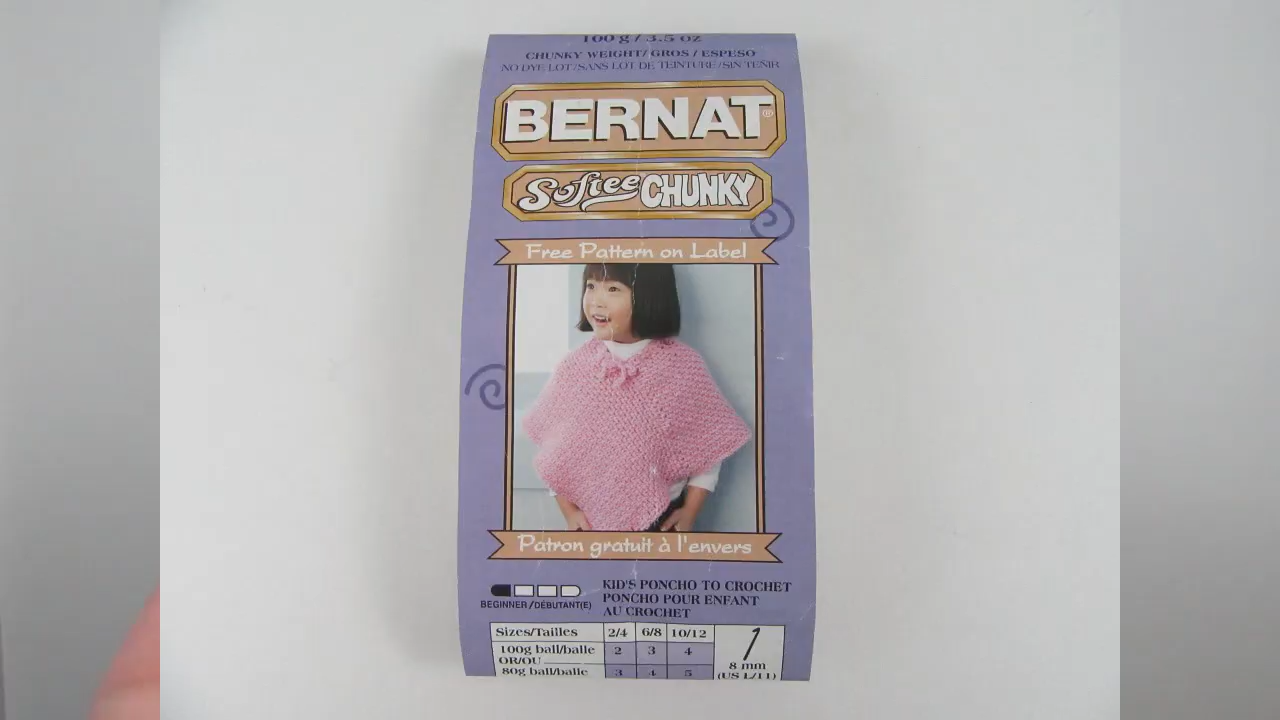 100 g / 3.5 oz
CHUNKY WEIGHT/ GROS / ESPESO
NO DYE LOT/SANS LOT DE TEINTURE/SIN TEÑIR
BERNAT®
Softee CHUNKY
Free Pattern on Label
Patron gratuit à l'envers
BEGINNER/DÉBUTANT(E)
KID'S PONCHO TO CROCHET
PONCHO POUR ENFANT
AU CROCHET
Sizes/Tailles 2/4 6/8 10/12
100g ball/balle 2 3 4
OR/OU
80g ball/balle 3 4 5
8 mm
(US L/11)